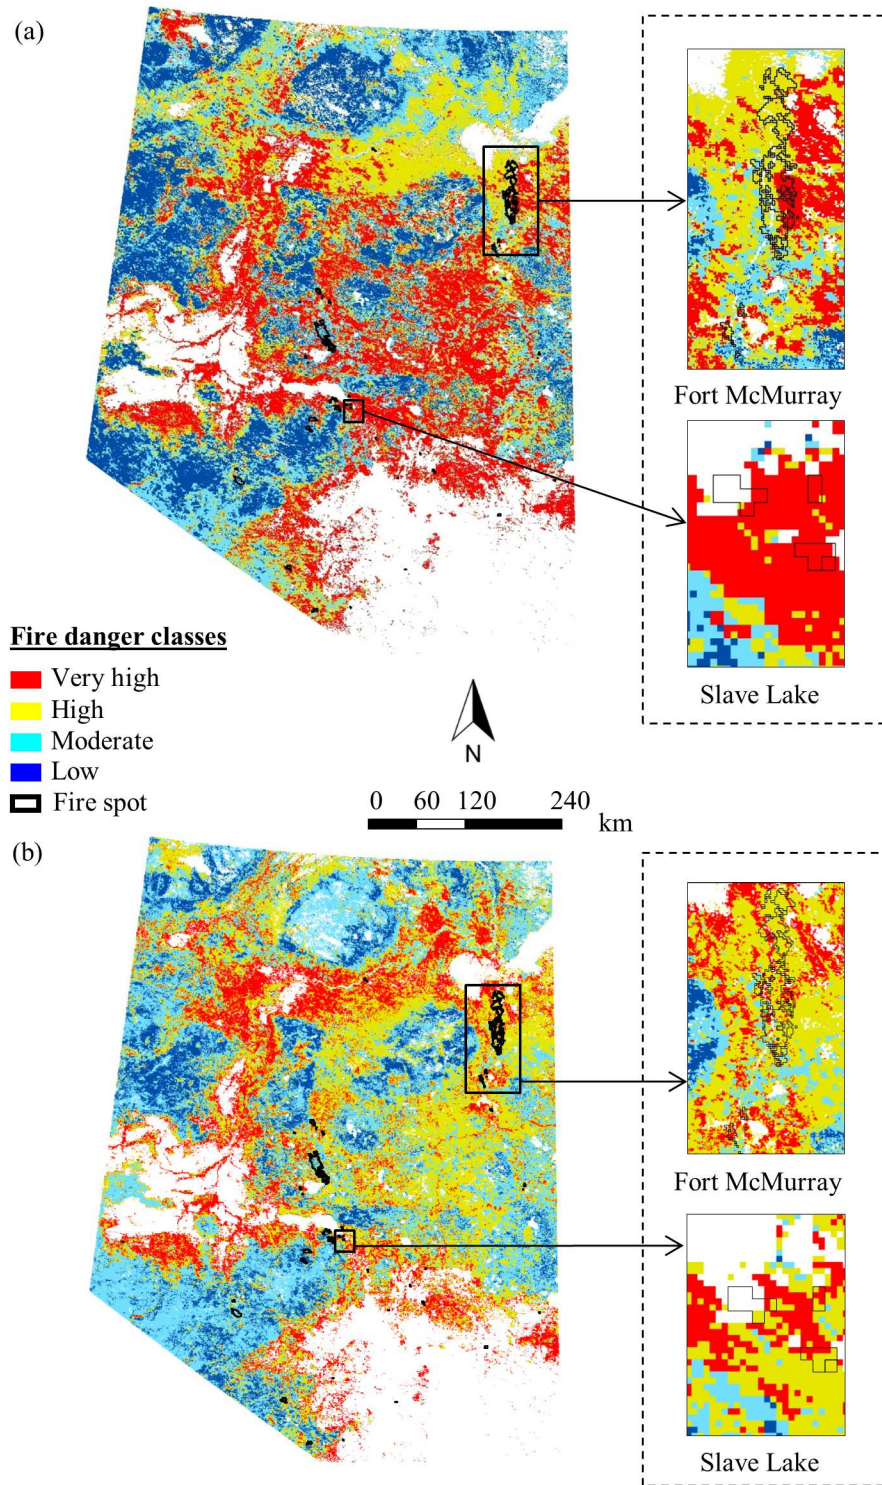 (a)
Fort McMurray
Slave Lake
Fire danger classes
Very high
High
Moderate
Low
Fire spot
N
0 60 120 240
km
(b)
Fort McMurray
Slave Lake